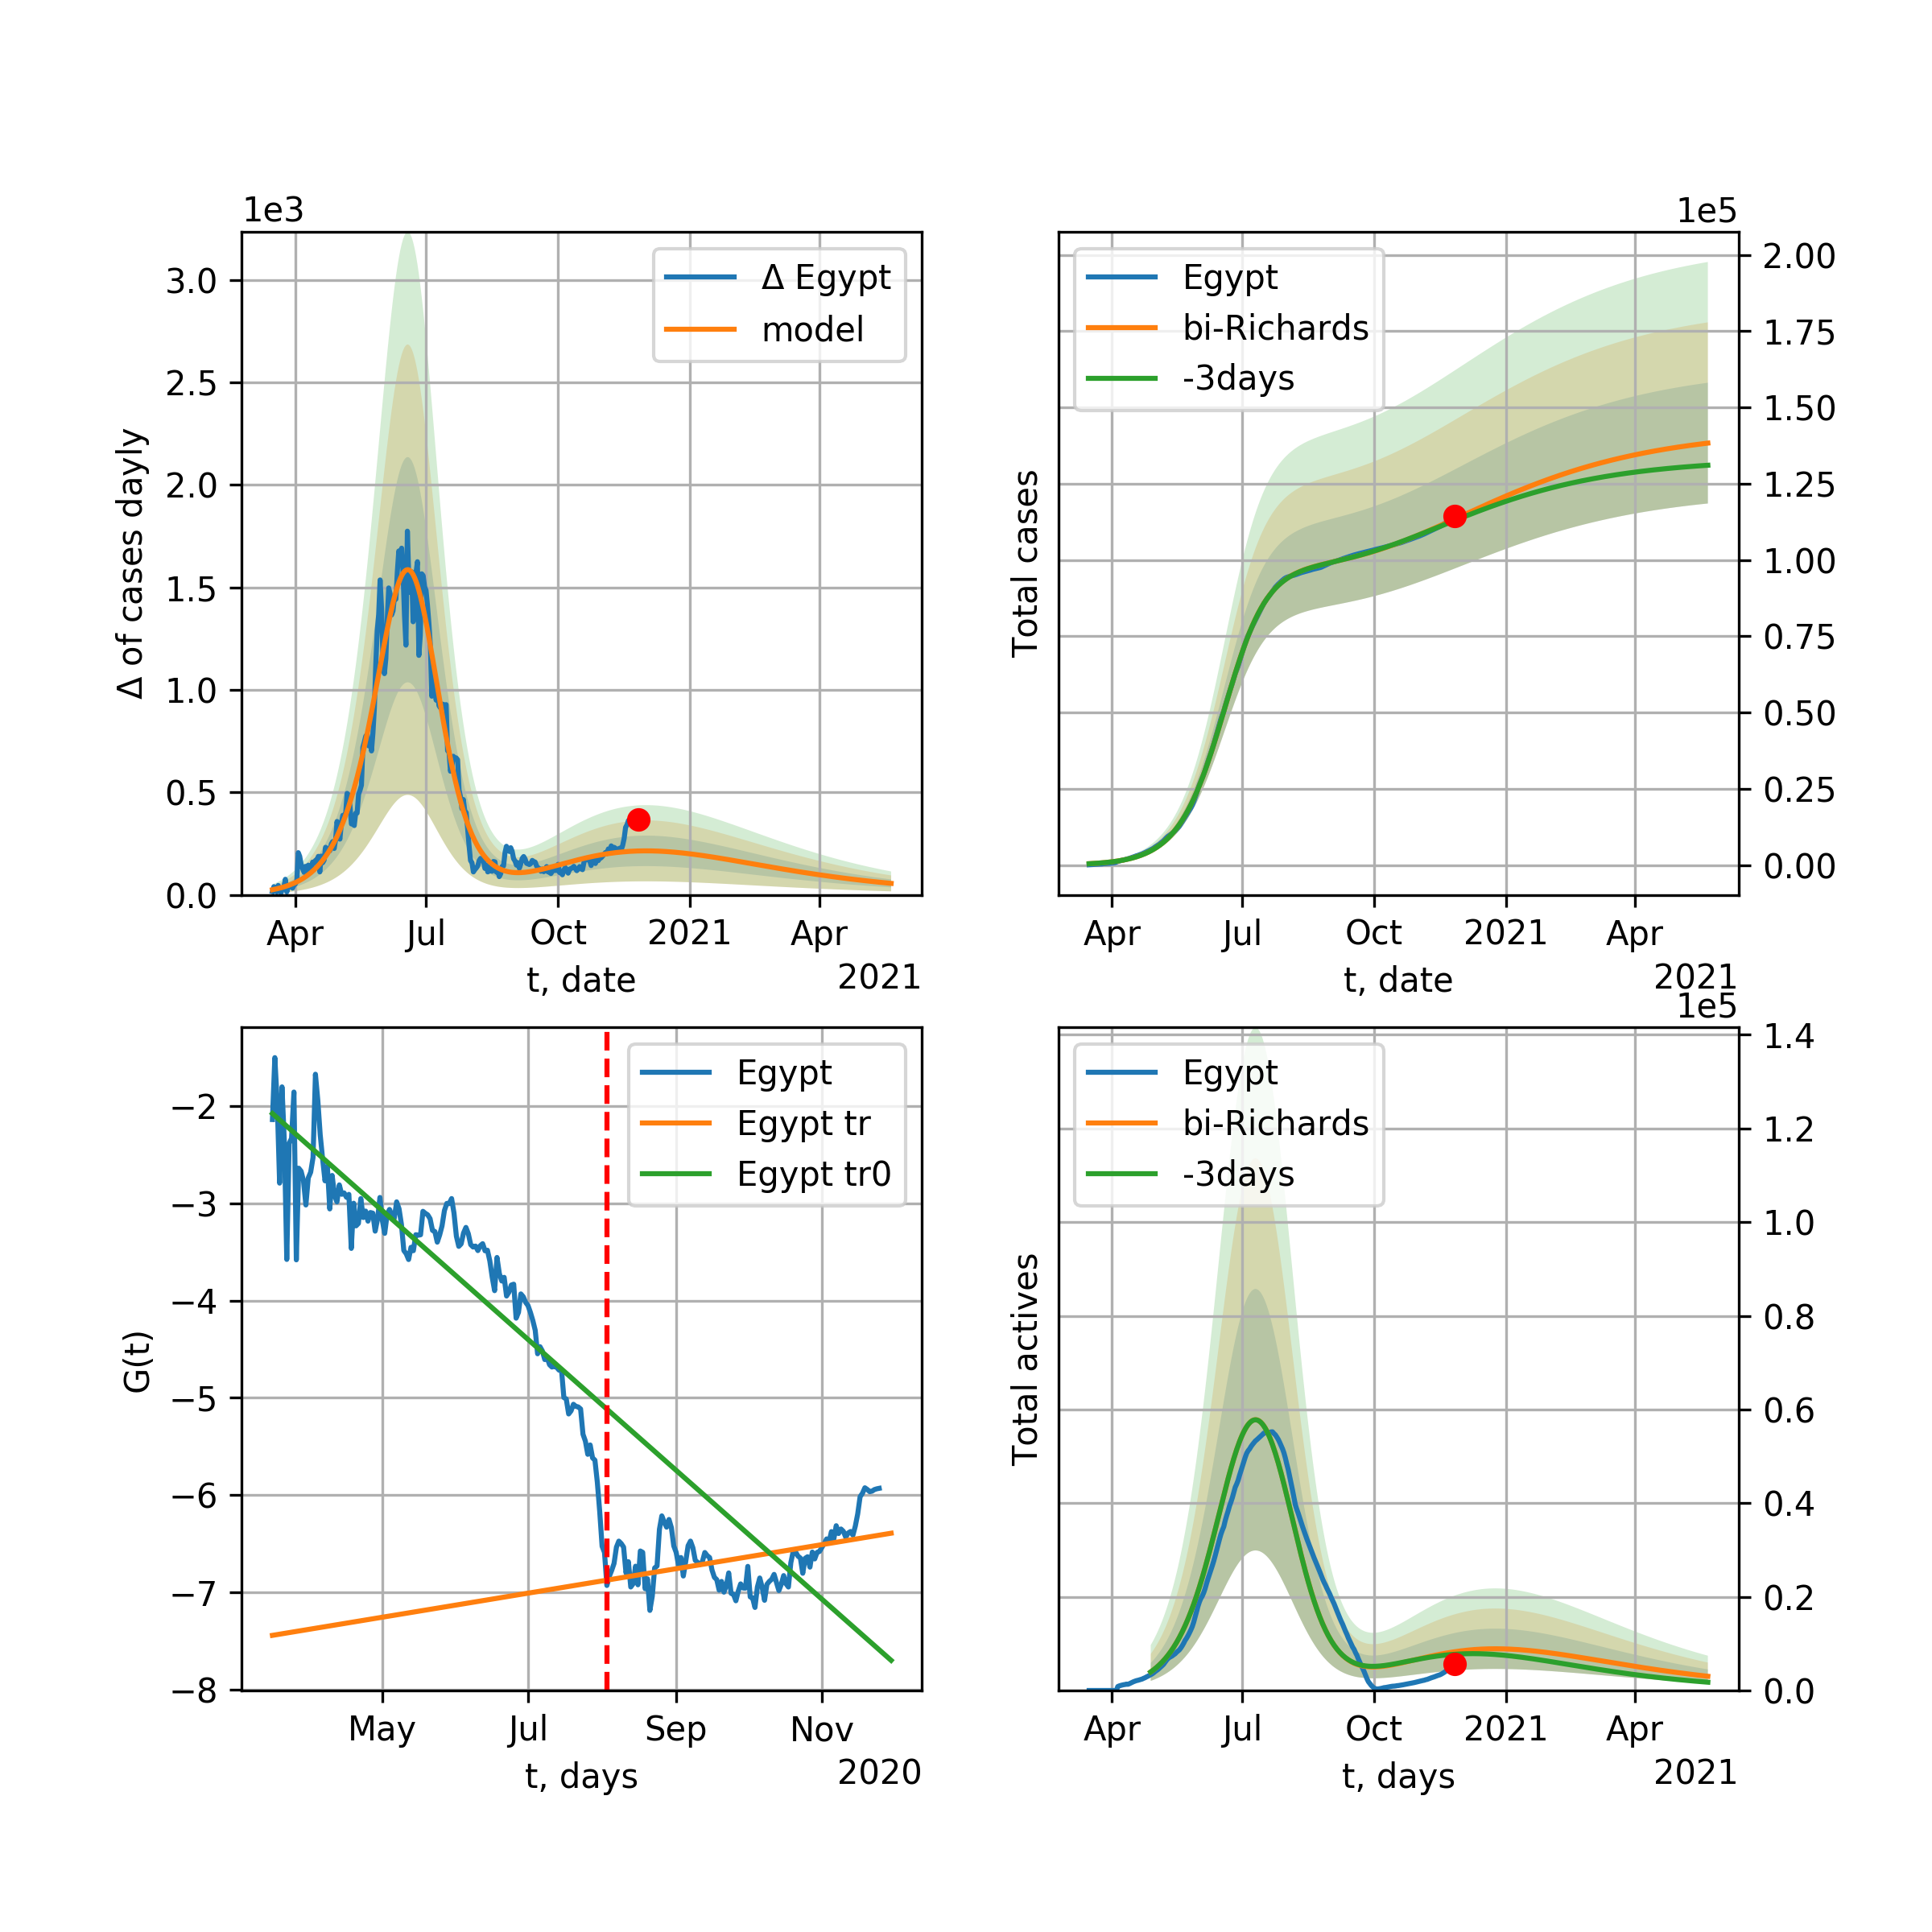 1e3
3.0
2.5
2.0
1.5
1.0
0.5
0.0
Δ of cases dayly
Δ Egypt
model
Apr
Jul
Oct
2021
Apr
t, date
2021
1e5
2.00
1.75
1.50
1.25
1.00
0.75
0.50
0.25
0.00
Total cases
Egypt
bi-Richards
-3days
Apr
Jul
Oct
2021
Apr
t, date
2021
−2
−3
−4
−5
−6
−7
−8
G(t)
Egypt
Egypt tr
Egypt tr0
May
Jul
Sep
Nov
t, days
2020
1e5
1.4
1.2
1.0
0.8
0.6
0.4
0.2
0.0
Total actives
Egypt
bi-Richards
-3days
Apr
Jul
Oct
2021
Apr
t, days
2021